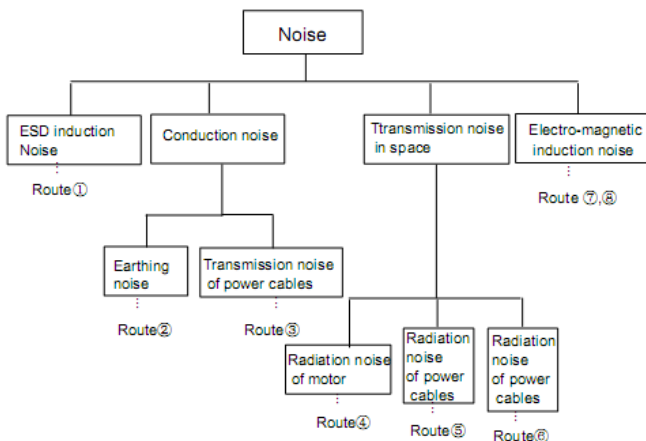 Noise
ESD induction
Noise
Conduction noise
Ttransmission noise
in space
Electro-magnetic
induction noise
Route①
Route ⑦,⑧
Earthing
noise
Transmission noise
of power cables
Route②
Route③
Radiation noise
of motor
Radiation
noise
of power
cables
Radiation
noise
of power
cables
Route④
Route⑤
Route⑥